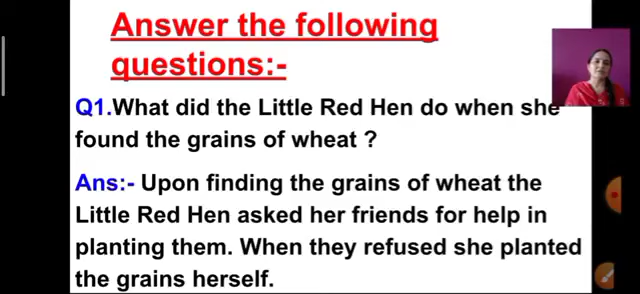 Answer the following
questions:-
Q1.What did the Little Red Hen do when she
found the grains of wheat ?
Ans:- Upon finding the grains of wheat the
Little Red Hen asked her friends for help in
planting them. When they refused she planted
the grains herself.